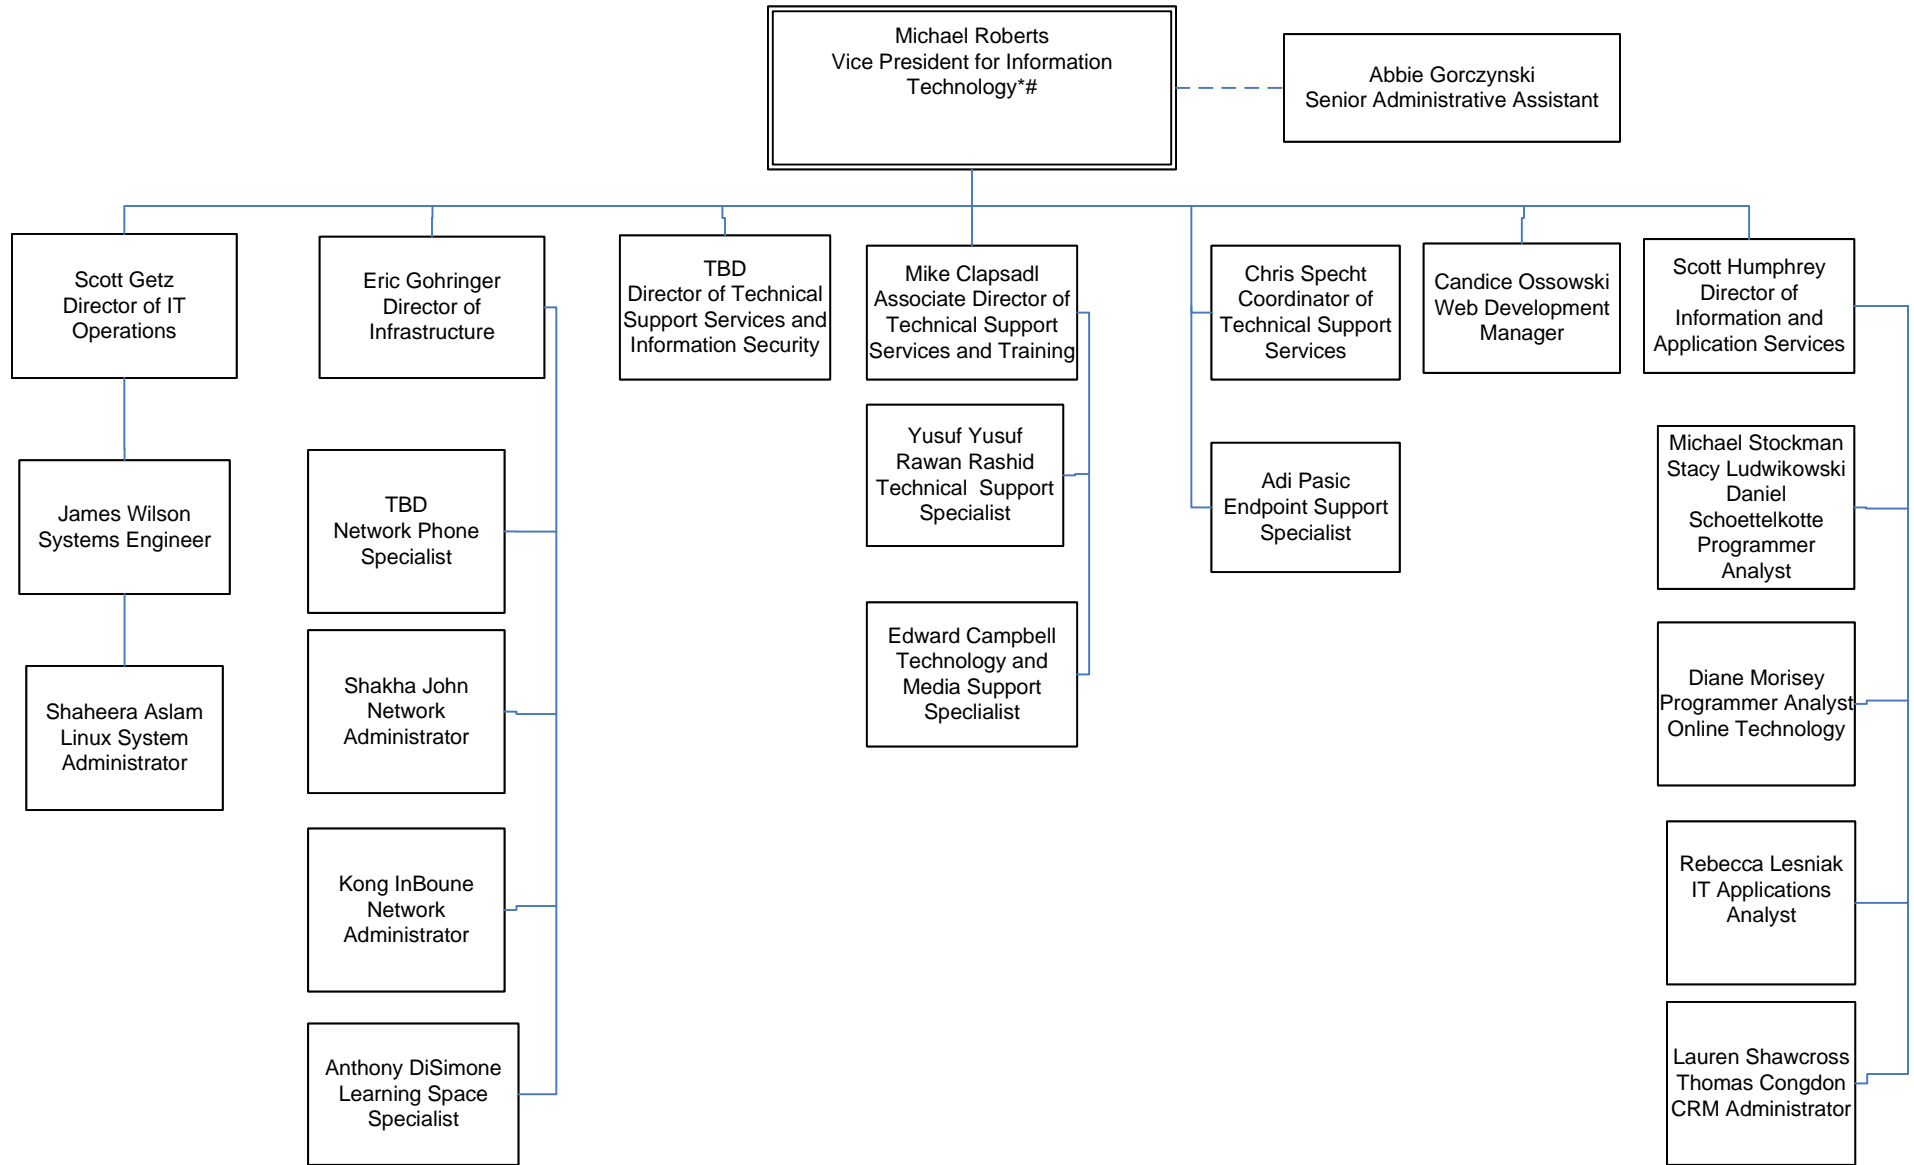 Michael Roberts
Vice President for Information
Technology*#
Abbie Gorczynski
Senior Administrative Assistant
Scott Getz
Director of IT
Operations
Eric Gohringer
Director of
Infrastructure
TBD
Director of Technical
Support Services and
Information Security
Mike Clapsadl
Associate Director of
Technical Support
Services and Training
Chris Specht
Coordinator of
Technical Support
Services
Candice Ossowski
Web Development
Manager
Scott Humphrey
Director of
Information and
Application Services
James Wilson
Systems Engineer
Shaheera Aslam
Linux System
Administrator
TBD
Network Phone
Specialist
Shakha John
Network
Administrator
Kong InBoune
Network
Administrator
Anthony DiSimone
Learning Space
Specialist
Yusuf Yusuf
Rawan Rashid
Technical  Support
Specialist
Edward Campbell
Technology and
Media Support
Speclialist
Adi Pasic
Endpoint Support
Specialist
Michael Stockman
Stacy Ludwikowski
Daniel
Schoettelkotte
Programmer
Analyst
Diane Morisey
Programmer Analyst
Online Technology
Rebecca Lesniak
IT Applications
Analyst
Lauren Shawcross
Thomas Congdon
CRM Administrator